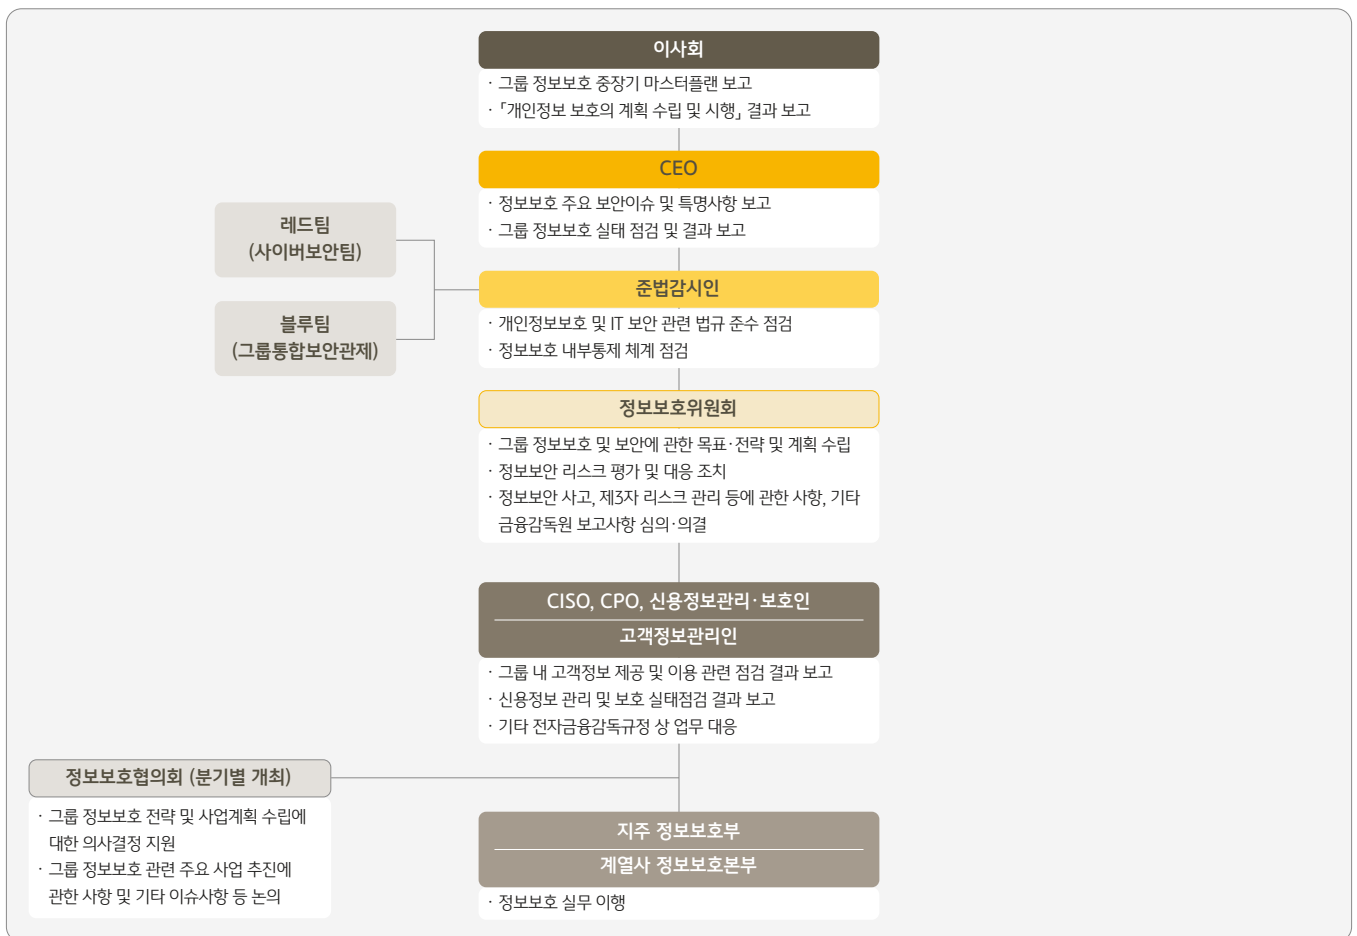 이사회
· 그룹 정보보호 중장기 마스터플랜 보고
· 「개인정보 보호의 계획 수립 및 시행」 결과 보고
CEO
· 정보보호 주요 보안이슈 및 특명사항 보고
· 그룹 정보보호 실태 점검 및 결과 보고
레드팀
(사이버보안팀)
블루팀
(그룹통합보안관제)
준법감시인
· 개인정보보호 및 IT 보안 관련 법규 준수 점검
· 정보보호 내부통제 체계 점검
정보보호위원회
· 그룹 정보보호 및 보안에 관한 목표·전략 및 계획 수립
· 정보보안 리스크 평가 및 대응 조치
· 정보보안 사고, 제3자 리스크 관리 등에 관한 사항, 기타
금융감독원 보고사항 심의·의결
CISO, CPO, 신용정보관리·보호인
고객정보관리인
· 그룹 내 고객정보 제공 및 이용 관련 점검 결과 보고
· 신용정보 관리 및 보호 실태점검 결과 보고
· 기타 전자금융감독규정 상 업무 대응
정보보호협의회 (분기별 개최)
· 그룹 정보보호 전략 및 사업계획 수립에
대한 의사결정 지원
· 그룹 정보보호 관련 주요 사업 추진에
관한 사항 및 기타 이슈사항 등 논의
지주 정보보호부
계열사 정보보호본부
· 정보보호 실무 이행